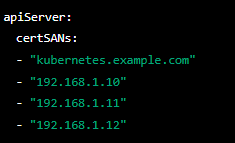 apiServer:
  certSANs:
  - "kubernetes.example.com"
  - "192.168.1.10"
  - "192.168.1.11"
  - "192.168.1.12"